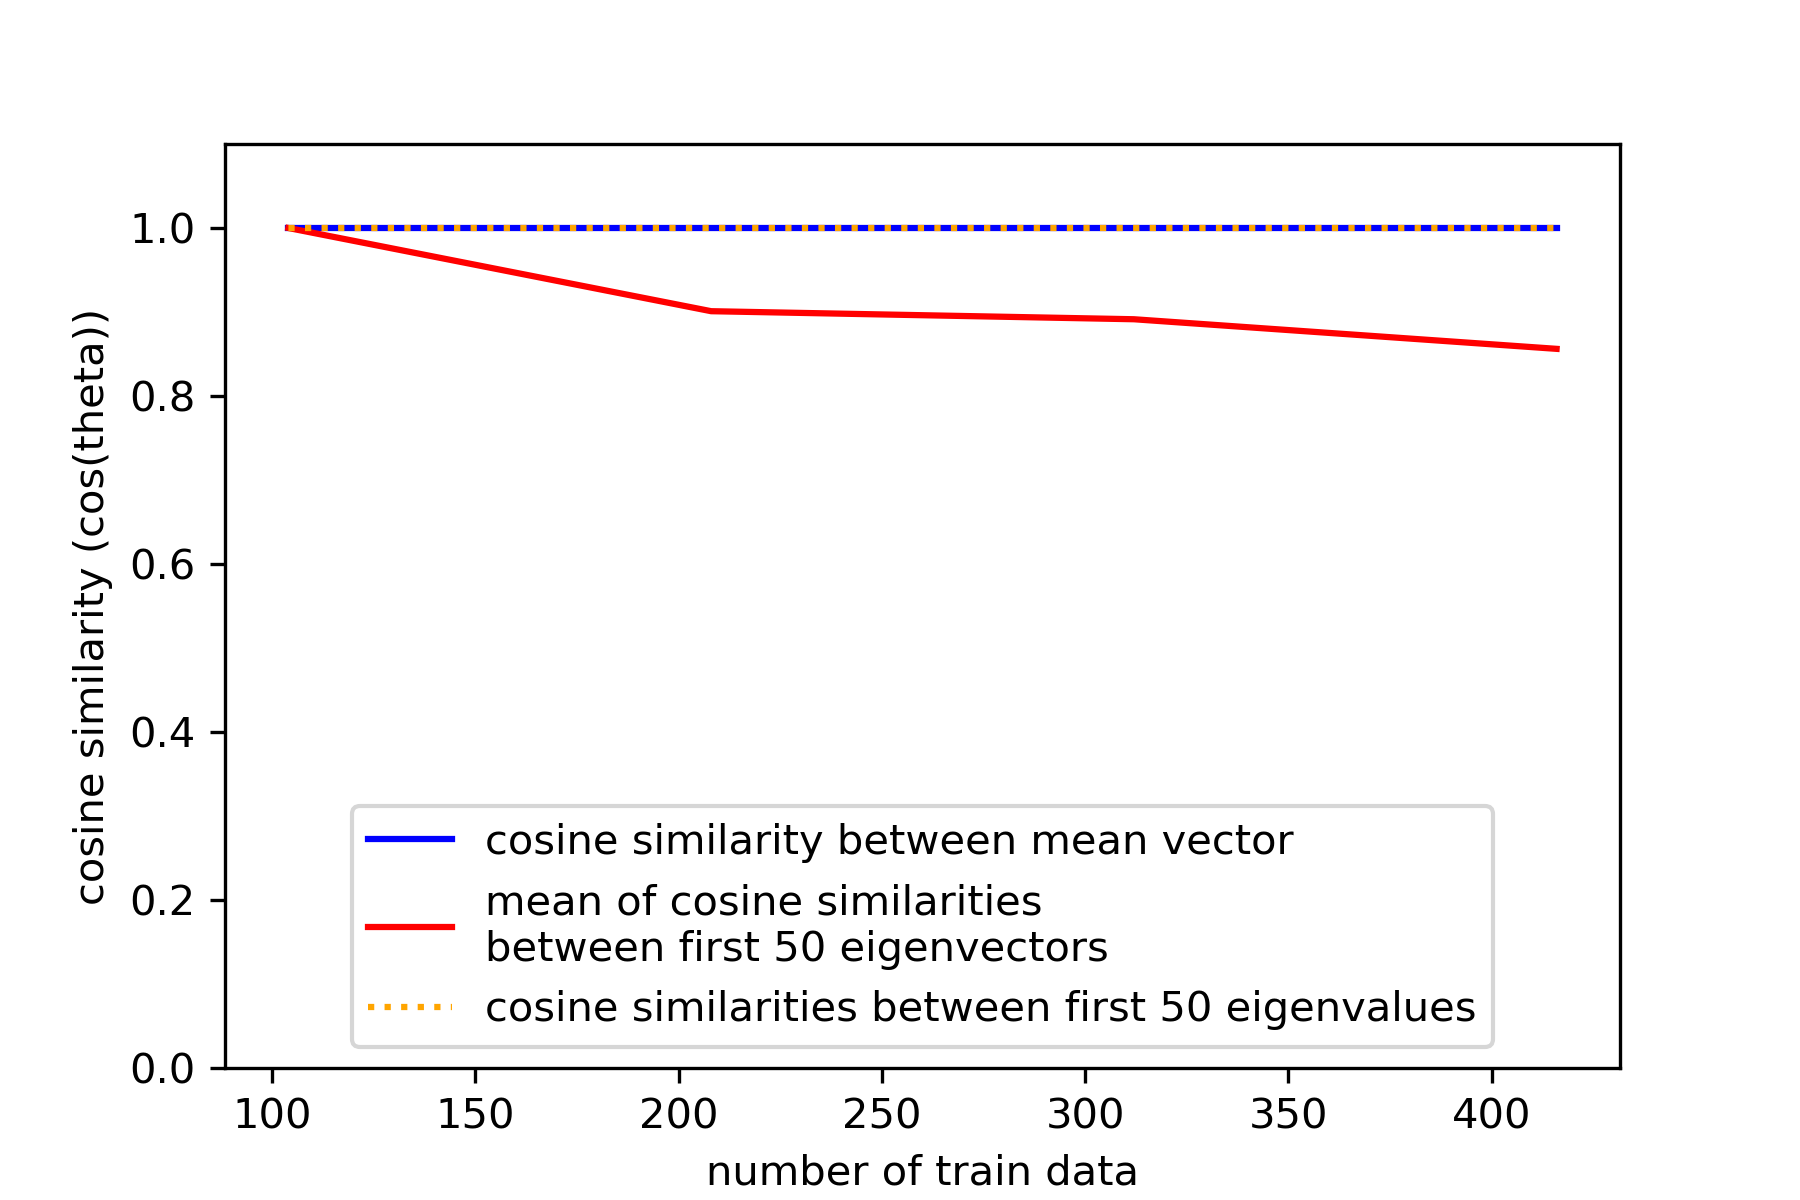 1.0
0.8
0.6
0.4
0.2
0.0
cosine similarity (cos(theta))
cosine similarity between mean vector
mean of cosine similarities
between first 50 eigenvectors
cosine similarities between first 50 eigenvalues
100 150 200 250 300 350 400
number of train data